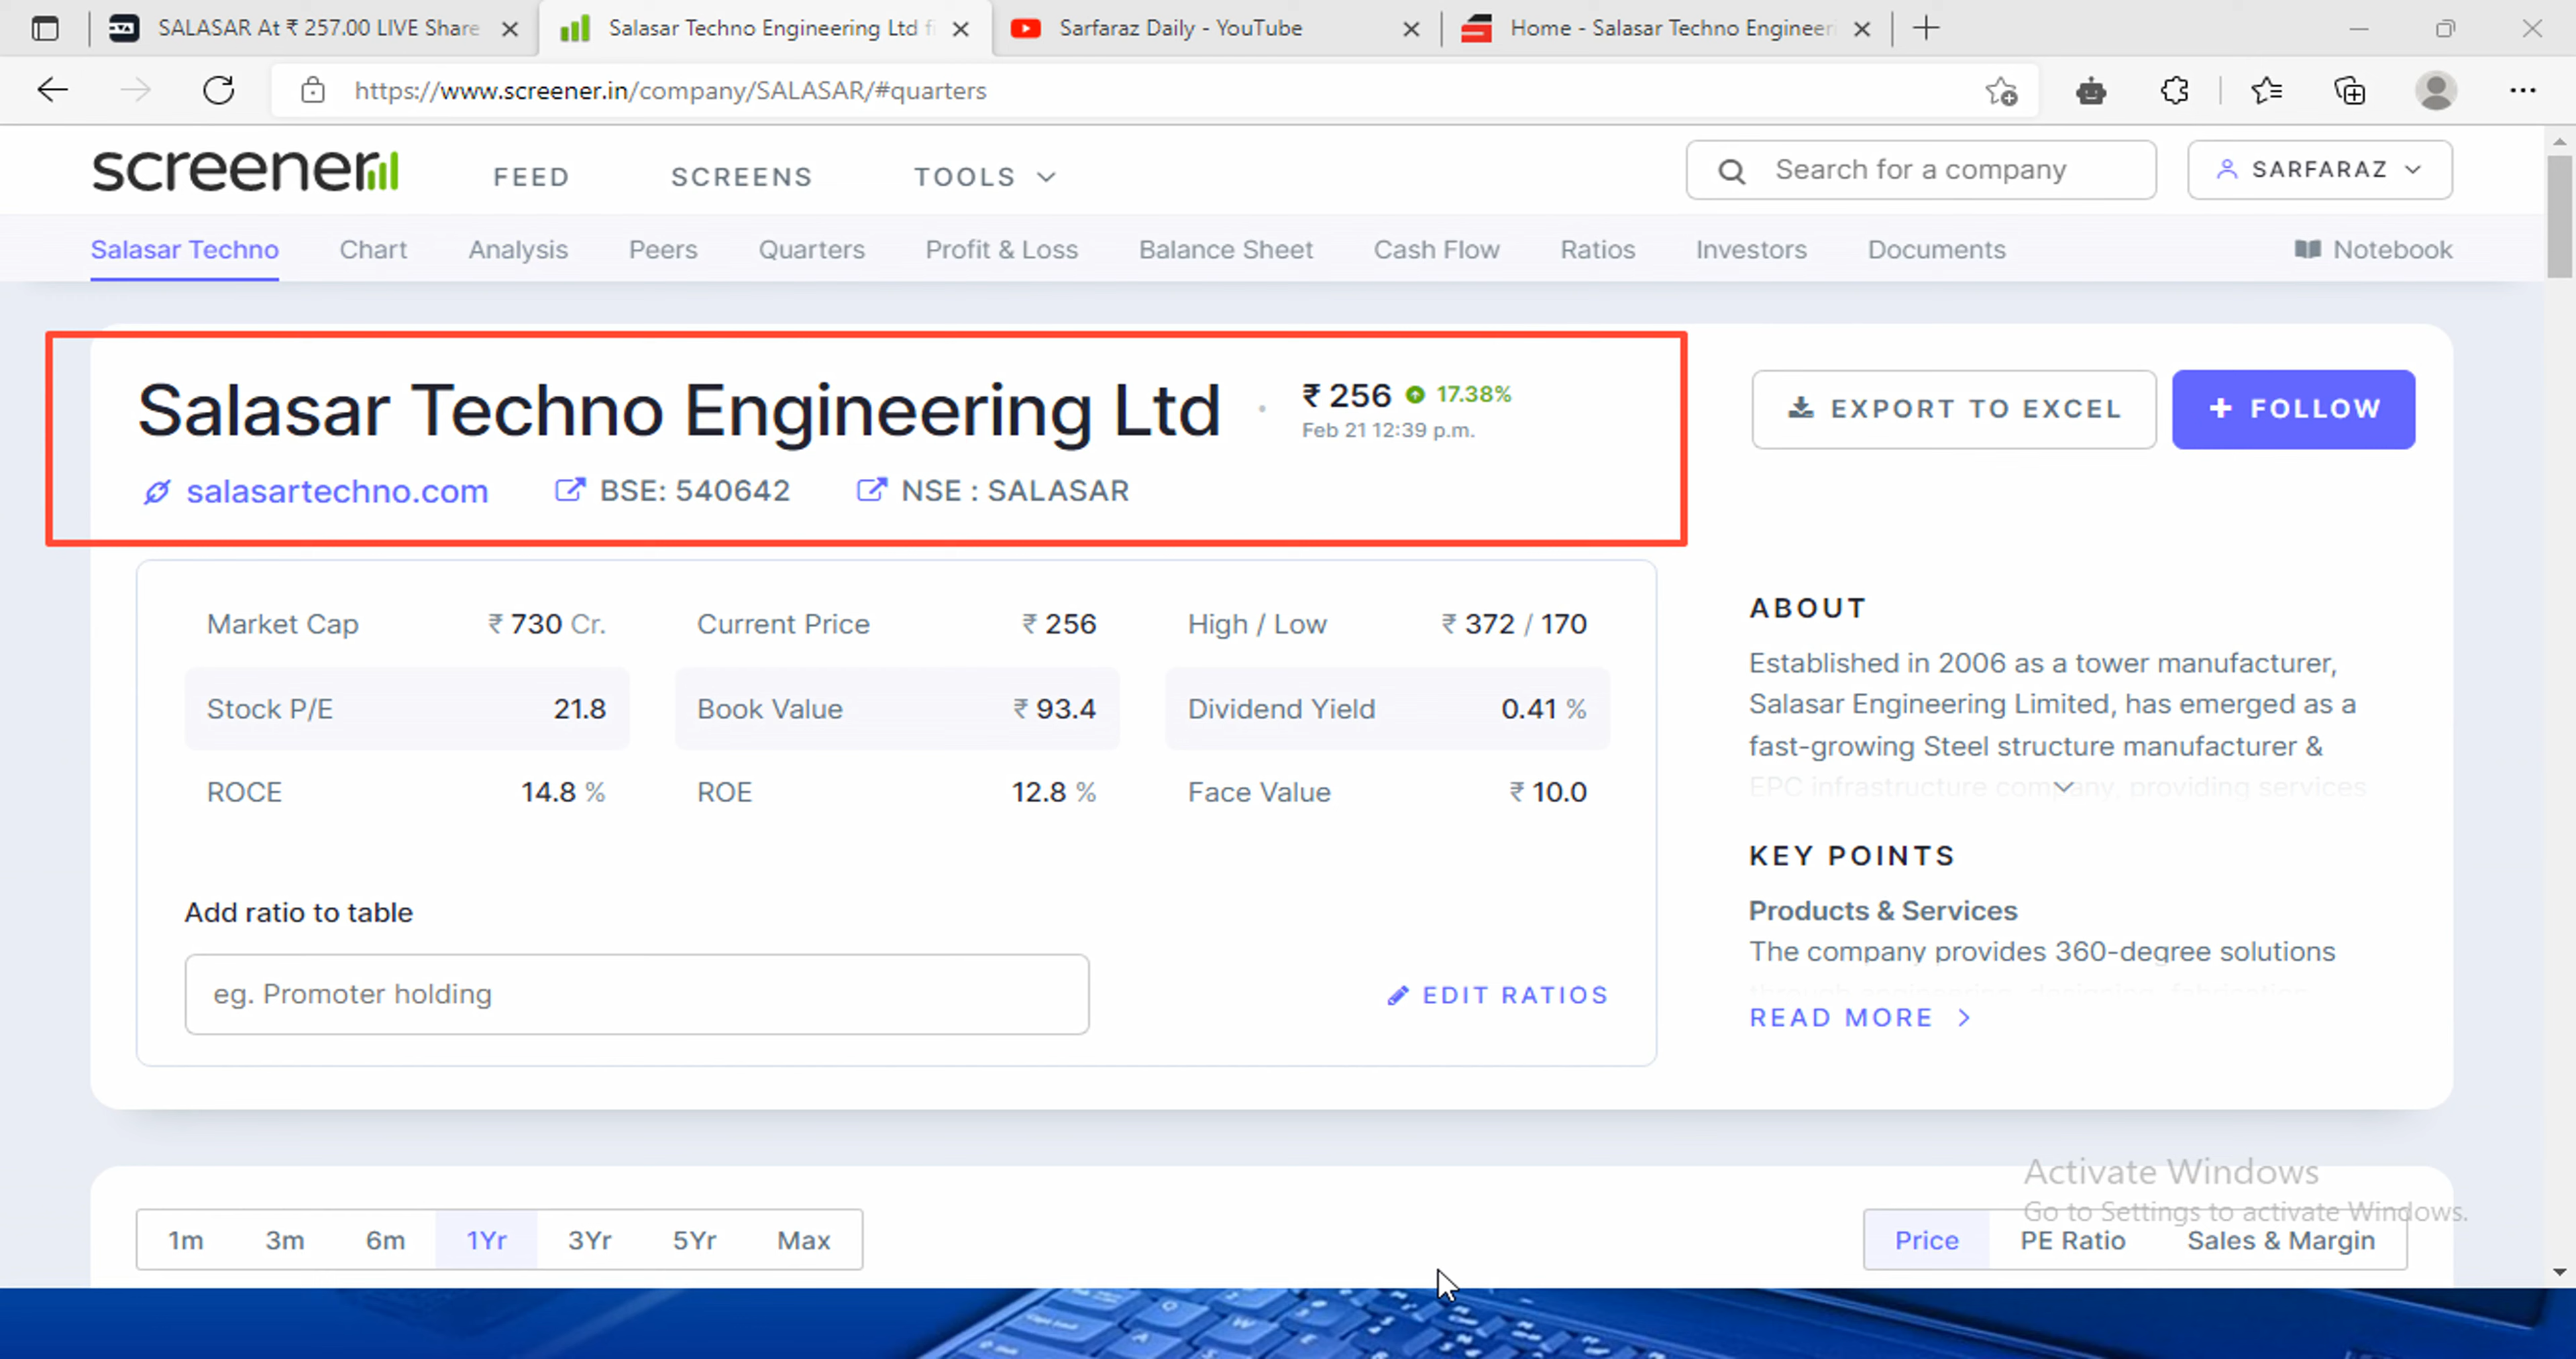 SALASAR At ₹ 257.00 LIVE Share
Salasar Techno Engineering Ltd fi
Sarfaraz Daily - YouTube
Home - Salasar Techno Engineeri
https://www.screener.in/company/SALASAR/#quarters
screener
FEED
SCREENS
TOOLS
Search for a company
SARFARAZ
Salasar Techno
Chart
Analysis
Peers
Quarters
Profit & Loss
Balance Sheet
Cash Flow
Ratios
Investors
Documents
Notebook
Salasar Techno Engineering Ltd
₹ 256 17.38%
Feb 21 12:39 p.m.
EXPORT TO EXCEL
+ FOLLOW
salasartechno.com
BSE: 540642
NSE : SALASAR
Market Cap ₹ 730 Cr.
Current Price ₹ 256
High / Low ₹ 372 / 170
Stock P/E 21.8
Book Value ₹ 93.4
Dividend Yield 0.41 %
ROCE 14.8 %
ROE 12.8 %
Face Value ₹ 10.0
Add ratio to table
eg. Promoter holding
EDIT RATIOS
ABOUT
Established in 2006 as a tower manufacturer,
Salasar Engineering Limited, has emerged as a
fast-growing Steel structure manufacturer &
EPC infrastructure company, providing services
KEY POINTS
Products & Services
The company provides 360-degree solutions
READ MORE
Activate Windows
Go to Settings to activate Windows.
1m
3m
6m
1Yr
3Yr
5Yr
Max
Price
PE Ratio
Sales & Margin